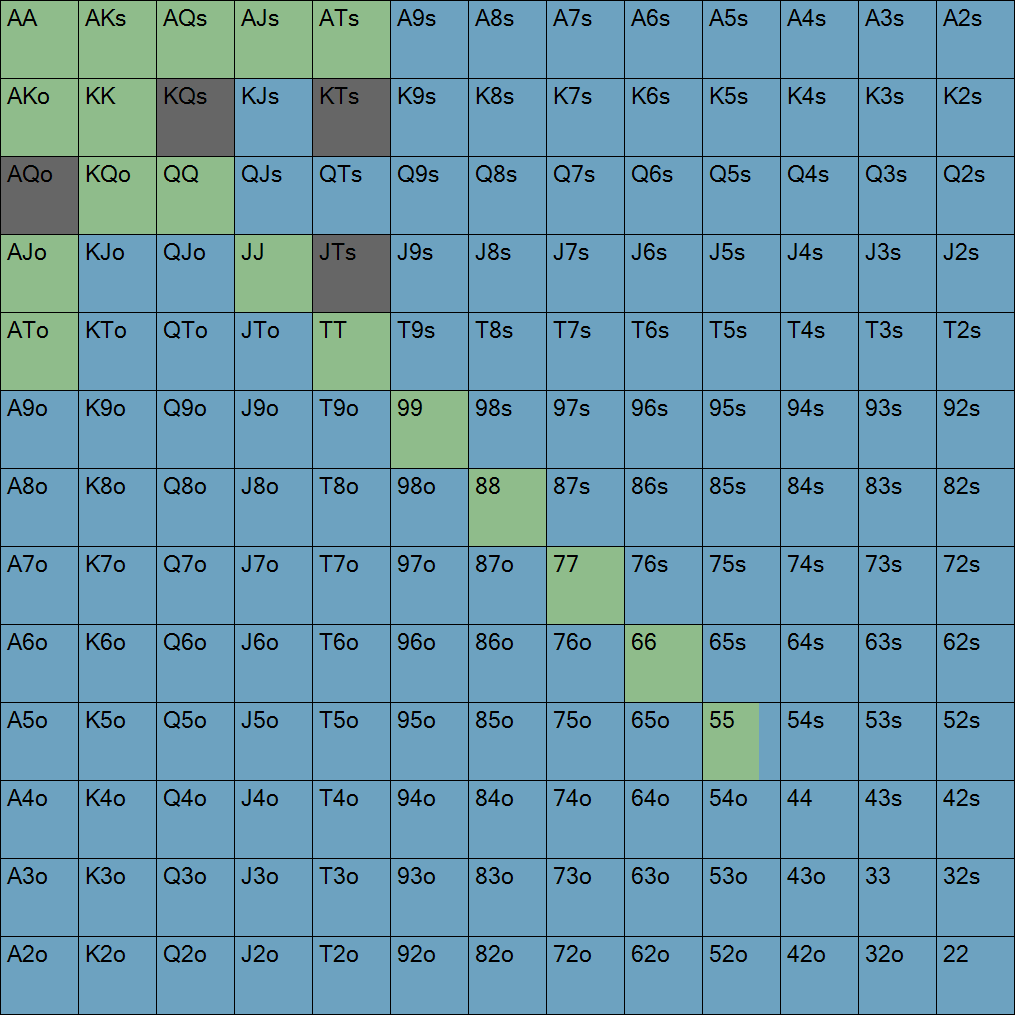 AA AKs AQs AJs ATs A9s A8s A7s A6s A5s A4s A3s A2s
AKo KK KQs KJs KTs K9s K8s K7s K6s K5s K4s K3s K2s
AQo KQo QQ QJs QTs Q9s Q8s Q7s Q6s Q5s Q4s Q3s Q2s
AJo KJo QJo JJ JTs J9s J8s J7s J6s J5s J4s J3s J2s
ATo KTo QTo JTo TT T9s T8s T7s T6s T5s T4s T3s T2s
A9o K9o Q9o J9o T9o 99 98s 97s 96s 95s 94s 93s 92s
A8o K8o Q8o J8o T8o 98o 88 87s 86s 85s 84s 83s 82s
A7o K7o Q7o J7o T7o 97o 87o 77 76s 75s 74s 73s 72s
A6o K6o Q6o J6o T6o 96o 86o 76o 66 65s 64s 63s 62s
A5o K5o Q5o J5o T5o 95o 85o 75o 65o 55 54s 53s 52s
A4o K4o Q4o J4o T4o 94o 84o 74o 64o 54o 44 43s 42s
A3o K3o Q3o J3o T3o 93o 83o 73o 63o 53o 43o 33 32s
A2o K2o Q2o J2o T2o 92o 82o 72o 62o 52o 42o 32o 22